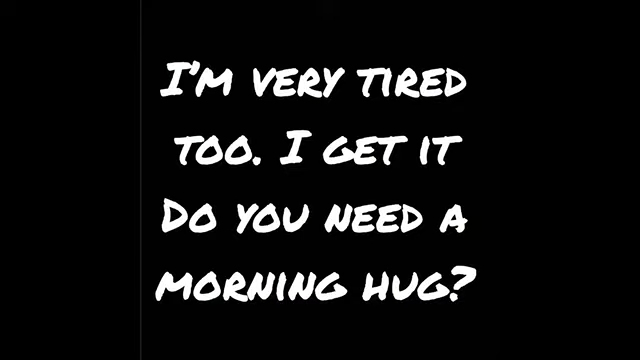 I'M VERY TIRED
TOO. I GET IT
DO YOU NEED A
MORNING HUG?